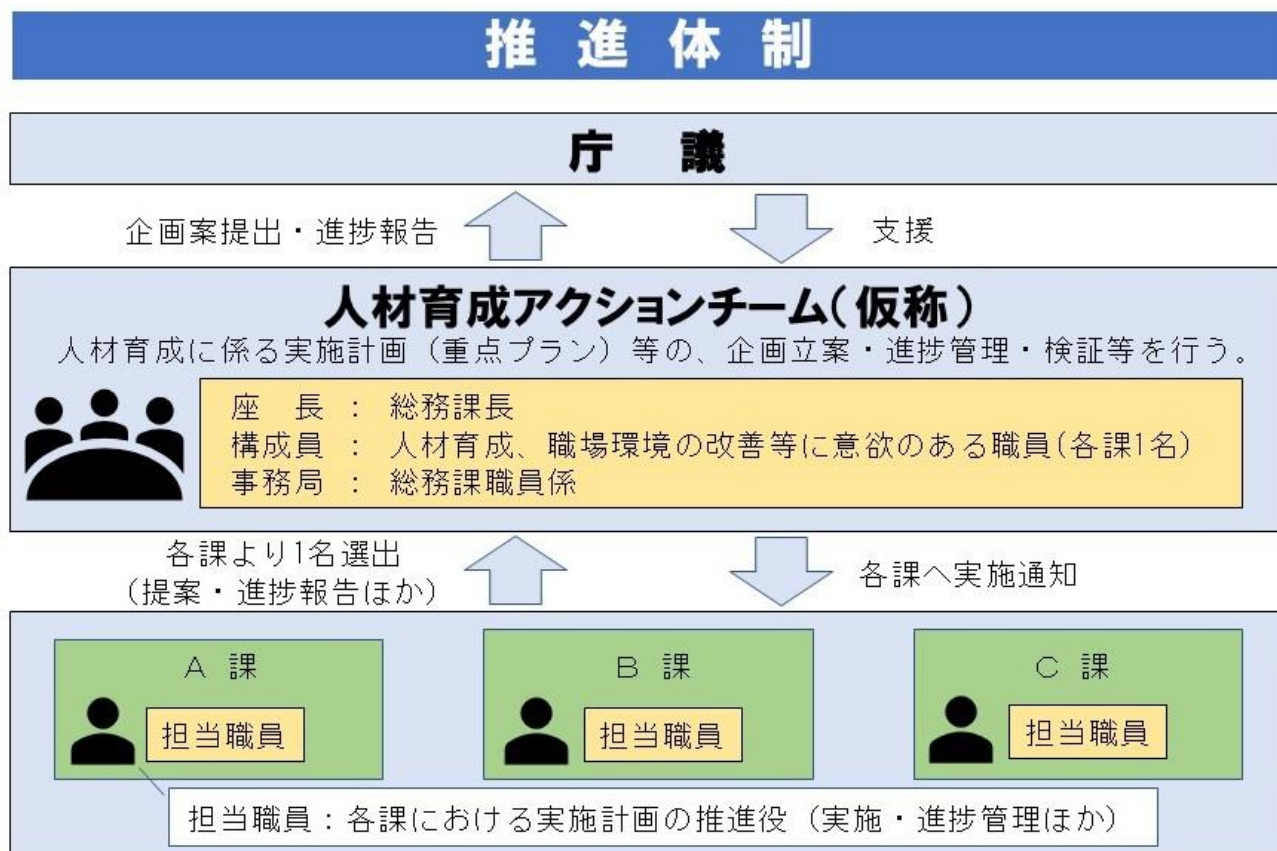 推進体制
庁議
企画案提出・進捗報告
支援
人材育成アクションチーム(仮称)
人材育成に係る実施計画（重点プラン）等の、企画立案・進捗管理・検証等を行う。
座　長 ： 総務課長
構成員 ： 人材育成、職場環境の改善等に意欲のある職員(各課1名)
事務局 ： 総務課職員係
各課より1名選出
(提案・進捗報告ほか)
各課へ実施通知
A 課
担当職員
B 課
担当職員
C 課
担当職員
担当職員：各課における実施計画の推進役（実施・進捗管理ほか）